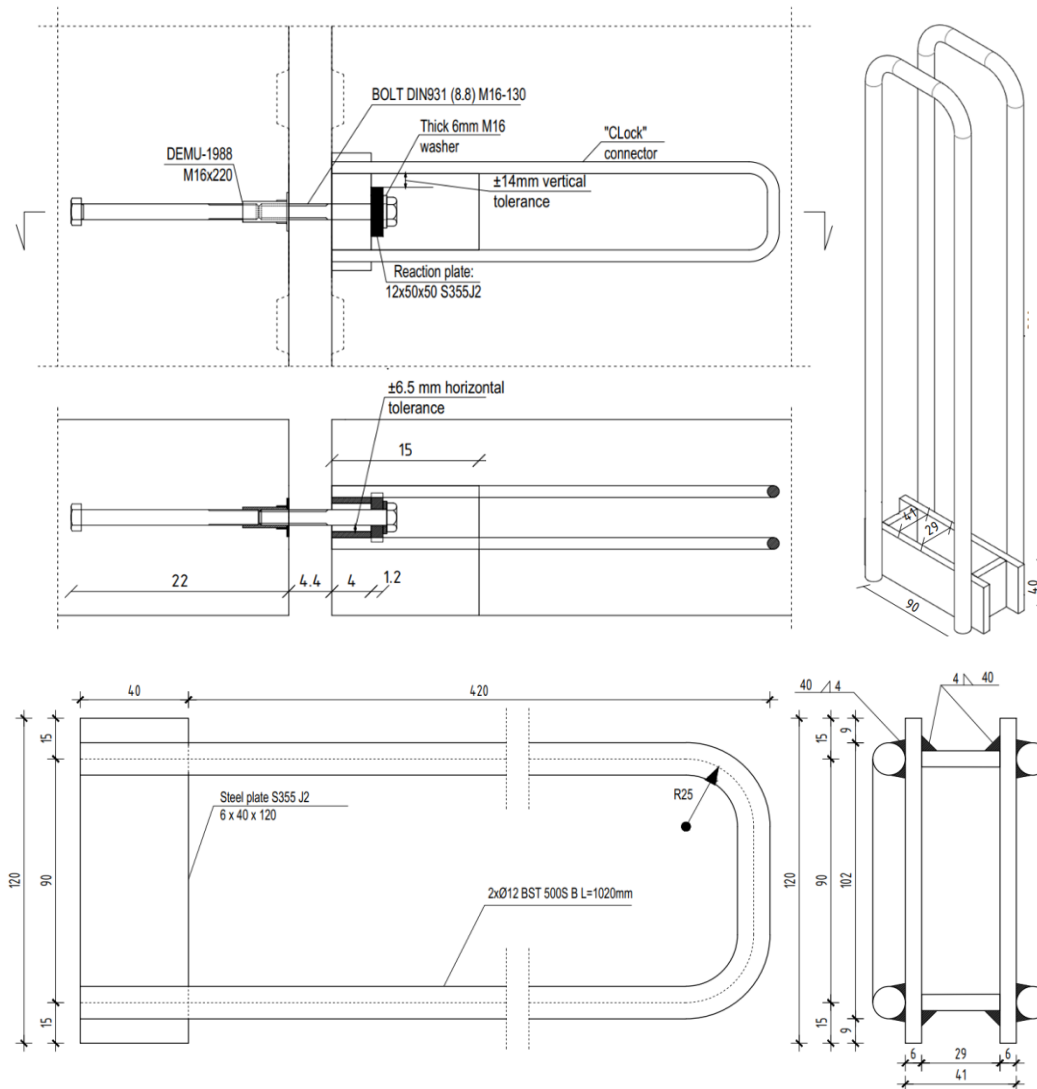 BOLT DIN931 (8.8) M16-130
Thick 6mm M16
washer
"CLock"
connector
DEMU-1988
M16x220
±14mm vertical
tolerance
Reaction plate:
12x50x50 S355J2
±6.5 mm horizontal
tolerance
15
22
4.4
4
1.2
41
29
90
40
40
420
40
4
4
40
15
90
15
120
Steel plate S355 J2
6 x 40 x 120
R25
2xØ12 BST 500S B L=1020mm
120
15
90
15
9
102
9
6
29
6
41